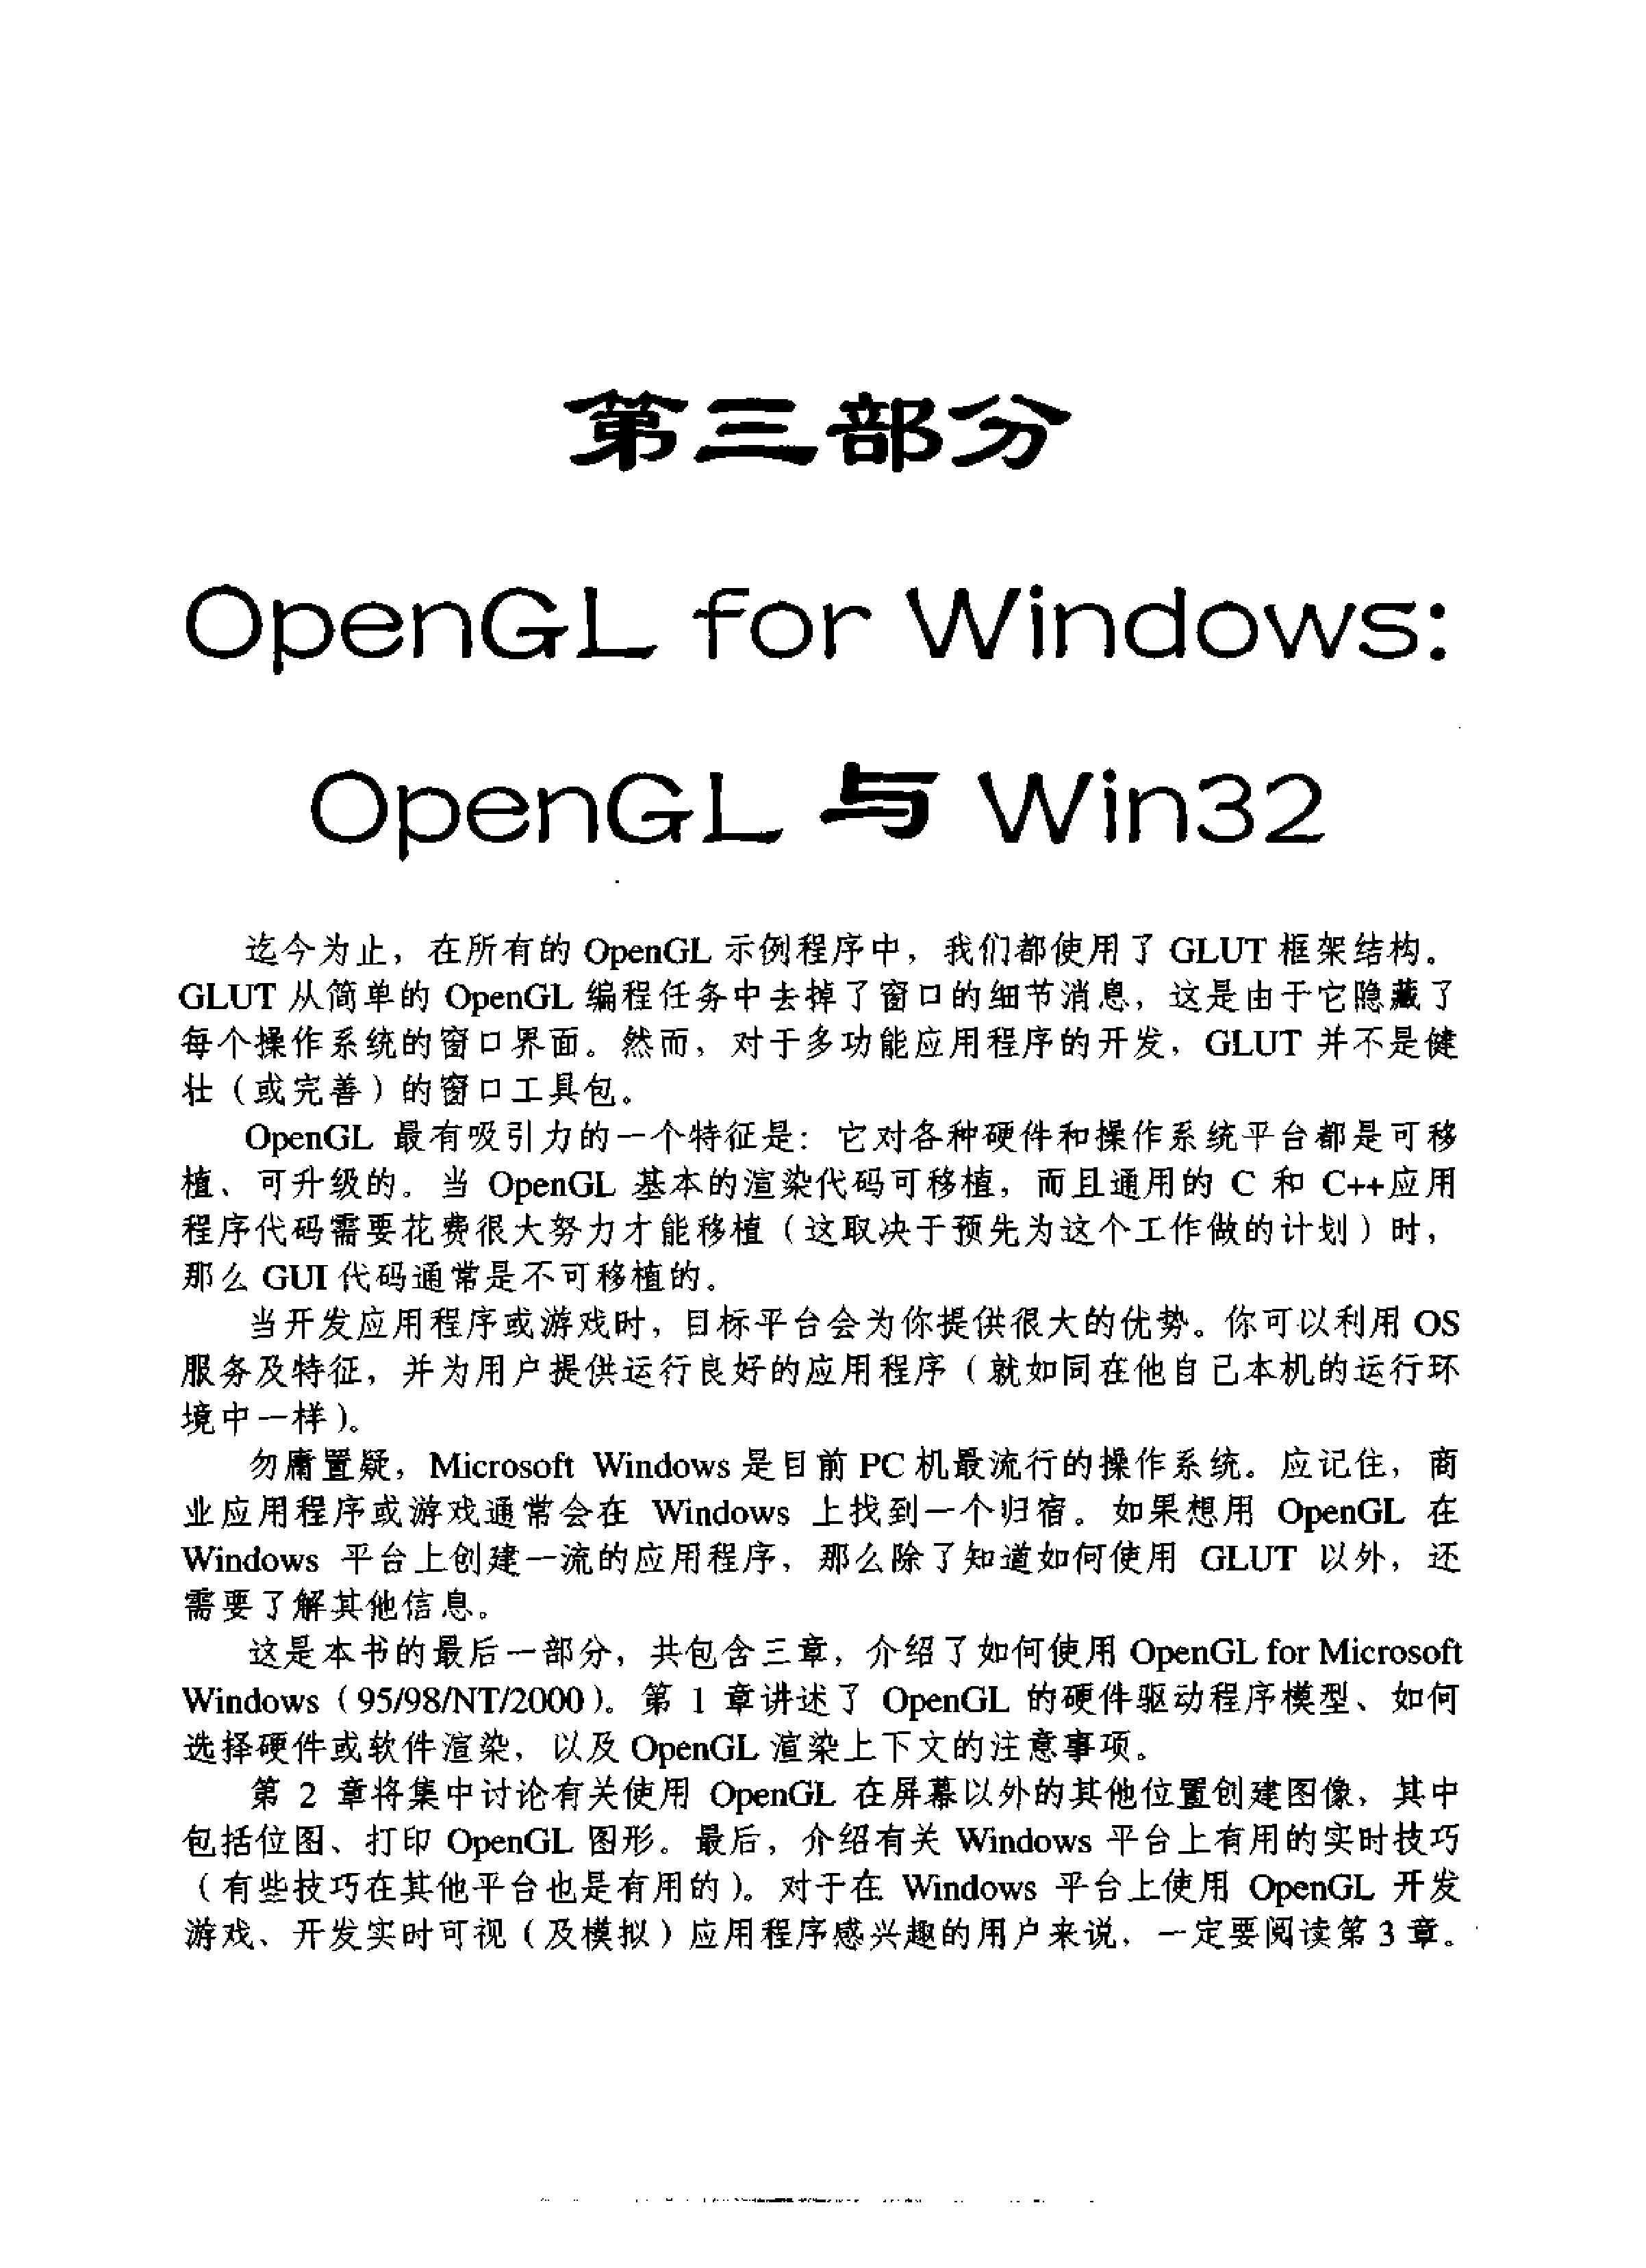 第三部分
OpenGL for Windows:
OpenGL 与 Win32
迄今为止，在所有的 OpenGL 示例程序中，我们都使用了 GLUT 框架结构。
GLUT 从简单的 OpenGL 编程任务中去掉了窗口的细节消息，这是由于它隐藏了
每个操作系统的窗口界面。然而，对于多功能应用程序的开发，GLUT 并不是健
壮（或完善）的窗口工具包。
OpenGL 最有吸引力的一个特征是：它对各种硬件和操作系统平台都是可移
植、可升级的。当 OpenGL 基本的渲染代码可移植，而且通用的 C 和 C++应用
程序代码需要花费很大努力才能移植（这取决于预先为这个工作做的计划）时，
那么 GUI 代码通常是不可移植的。
当开发应用程序或游戏时，目标平台会为你提供很大的优势。你可以利用 OS
服务及特征，并为用户提供运行良好的应用程序（就如同在他自己本机的运行环
境中一样）。
勿庸置疑，Microsoft Windows 是目前 PC 机最流行的操作系统。应记住，商
业应用程序或游戏通常会在 Windows 上找到一个归宿。如果想用 OpenGL 在
Windows 平台上创建一流的应用程序，那么除了知道如何使用 GLUT 以外，还
需要了解其他信息。
这是本书的最后一部分，共包含三章，介绍了如何使用 OpenGL for Microsoft
Windows（95/98/NT/2000）。第 1 章讲述了 OpenGL 的硬件驱动程序模型、如何
选择硬件或软件渲染，以及 OpenGL 渲染上下文的注意事项。
第 2 章将集中讨论有关使用 OpenGL 在屏幕以外的其他位置创建图像，其中
包括位图、打印 OpenGL 图形。最后，介绍有关 Windows 平台上有用的实时技巧
（有些技巧在其他平台也是有用的）。对于在 Windows 平台上使用 OpenGL 开发
游戏、开发实时可视（及模拟）应用程序感兴趣的用户来说，一定要阅读第 3 章。